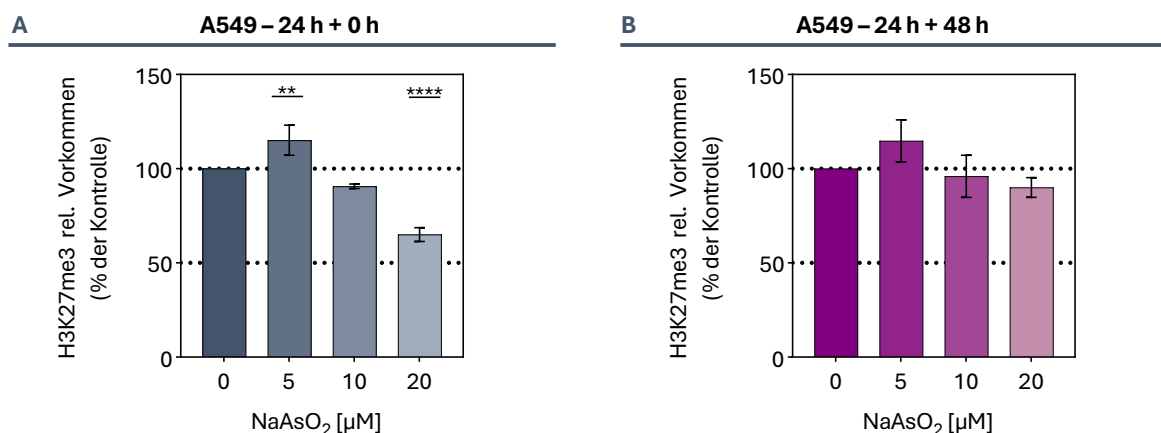 A
A549 – 24 h + 0 h
H3K27me3 rel. Vorkommen
(% der Kontrolle)
150
100
50
0
**
****
0 5 10 20
NaAsO₂ [µM]
B
A549 – 24 h + 48 h
H3K27me3 rel. Vorkommen
(% der Kontrolle)
150
100
50
0
0 5 10 20
NaAsO₂ [µM]